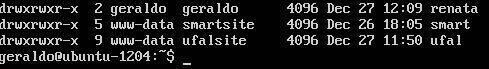 drwxrwxr-x 2 geraldo geraldo 4096 Dec 27 12:09 renata
drwxrwxr-x 5 www-data smartsite 4096 Dec 26 18:05 smart
drwxrwxr-x 9 www-data ufalsite 4096 Dec 27 11:50 ufal
geraldo@ubuntu-1204:~$ _